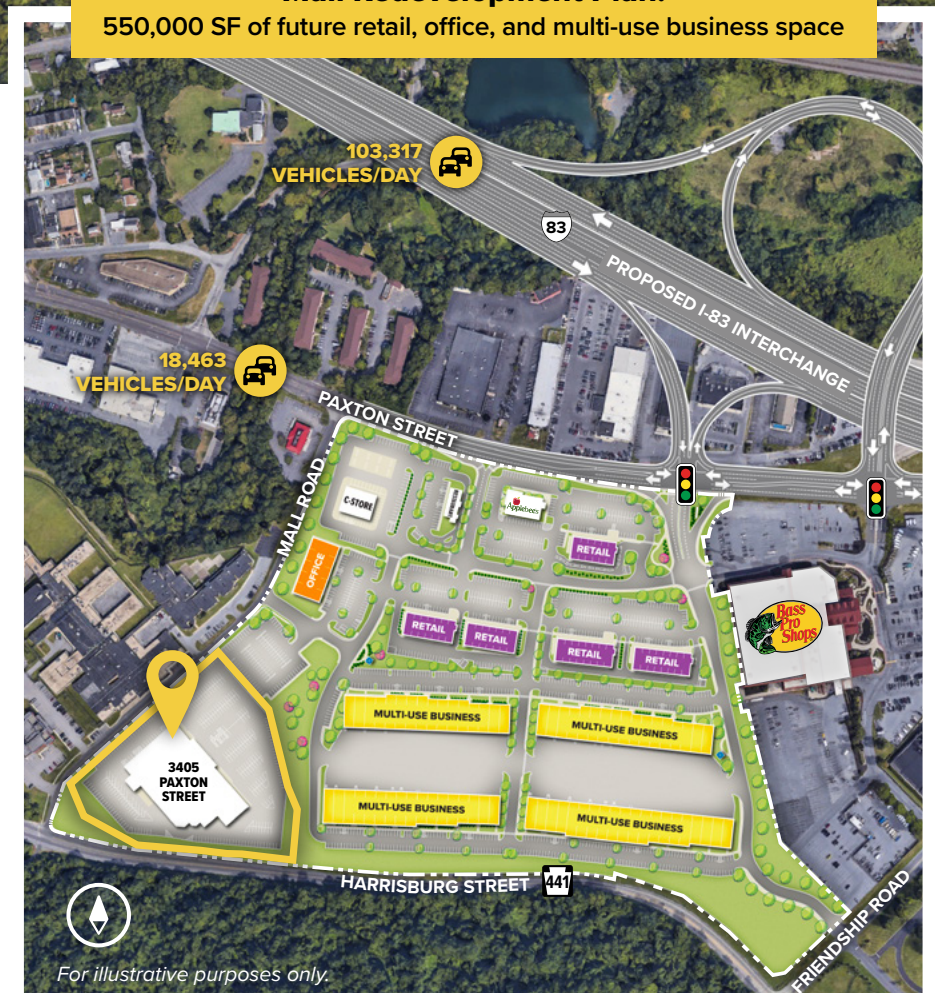 Mall Redevelopment Plan:
550,000 SF of future retail, office, and multi-use business space
103,317
VEHICLES/DAY
83
PROPOSED I-83 INTERCHANGE
18,463
VEHICLES/DAY
PAXTON STREET
MALL ROAD
C-STORE
Applebee's
RETAIL
OFFICE
RETAIL
RETAIL
RETAIL
RETAIL
Bass
Pro
Shops
MULTI-USE BUSINESS
MULTI-USE BUSINESS
3405
PAXTON
STREET
MULTI-USE BUSINESS
MULTI-USE BUSINESS
HARRISBURG STREET
441
FRIENDSHIP ROAD
For illustrative purposes only.